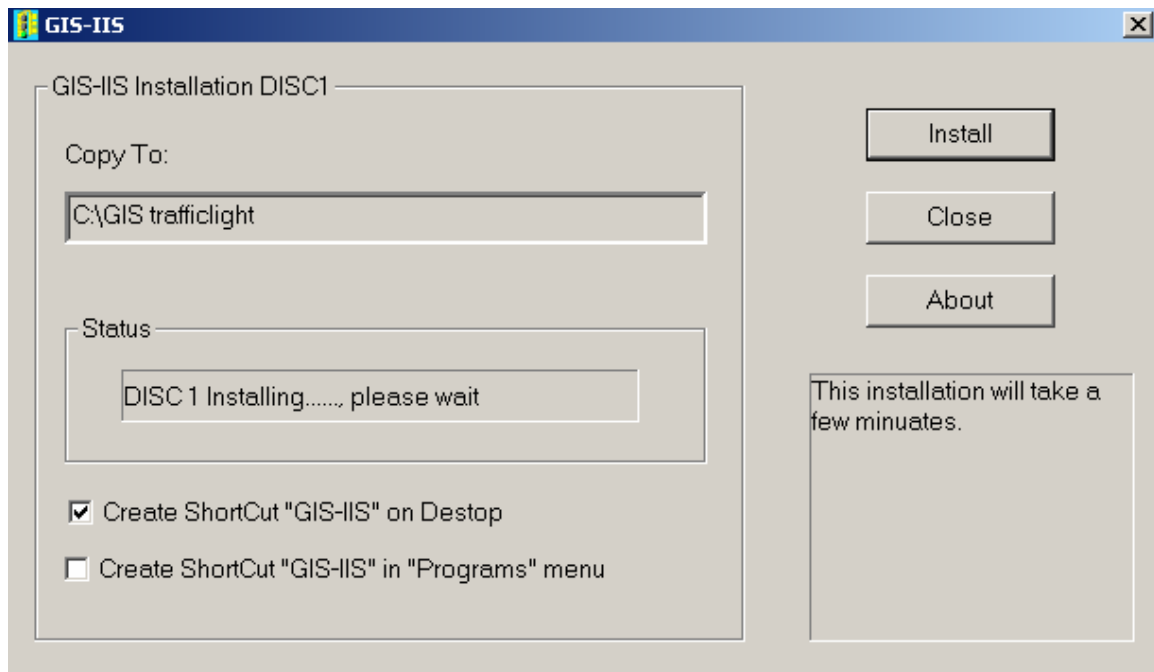 GIS-IIS
GIS-IIS Installation DISC1
Copy To:
C:\GIS trafficlight
Status
DISC 1 Installing......, please wait
Create ShortCut "GIS-IIS" on Destop
Create ShortCut "GIS-IIS" in "Programs" menu
Install
Close
About
This installation will take a
few minuates.